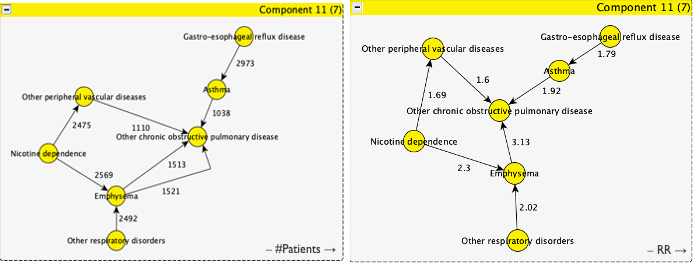 Component 11 (7)
Gastro-esophageal reflux disease
2973
Asthma
Other peripheral vascular diseases
1038
2475
1110
Other chronic obstructive pulmonary disease
Nicotine dependence
1513
2569
1521
Emphysema
2492
Other respiratory disorders
– #Patients →
Component 11 (7)
Gastro-esophageal reflux disease
Other peripheral vascular diseases
1.79
Asthma
1.6
1.92
1.69
Other chronic obstructive pulmonary disease
Nicotine dependence
3.13
2.3
Emphysema
2.02
Other respiratory disorders
– RR →